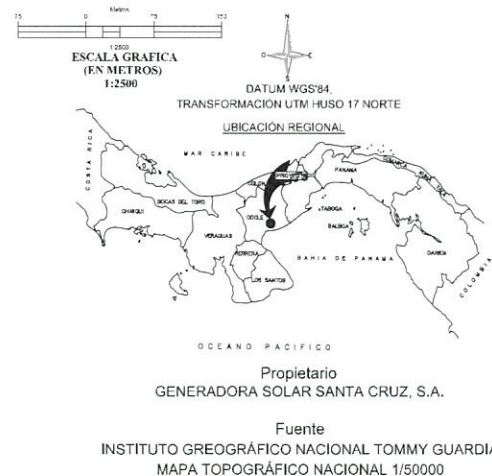 Metros
75 0 75 150
1:2500
ESCALA GRAFICA
(EN METROS)
1:2500
N
O E
S
DATUM WGS'84,
TRANSFORMACIÓN UTM HUSO 17 NORTE
UBICACIÓN REGIONAL
MAR CARIBE
COSTA RICA
BOCAS DEL TORO
CHIRIQUI
VERAGUAS
COLON
COCLE
PANAMA
TABOGA
BALBOA
HERRERA
LOS SANTOS
BAHIA DE PANAMA
DARIEN
COLOMBIA
OCEANO PACIFICO
Propietario
GENERADORA SOLAR SANTA CRUZ, S.A.
Fuente
INSTITUTO GREOGRÁFICO NACIONAL TOMMY GUARDIA
MAPA TOPOGRÁFICO NACIONAL 1/50000